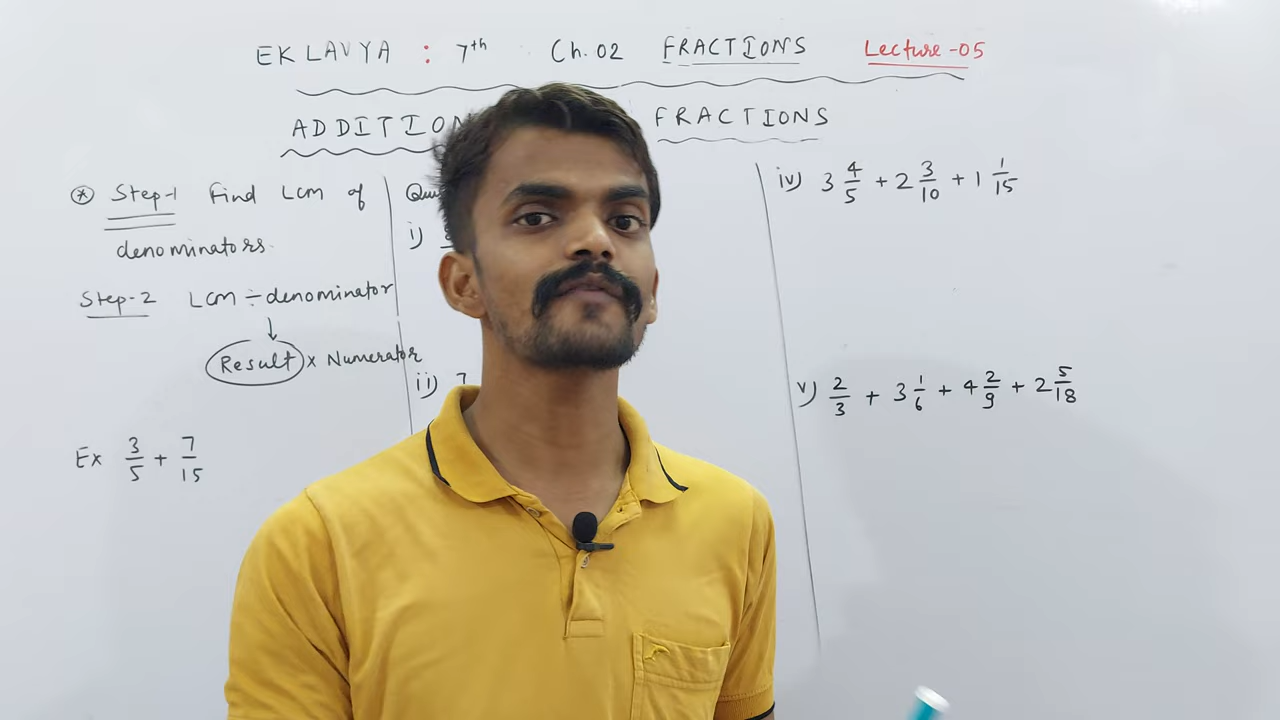 EKLAVYA : 7th Ch. 02 FRACTIONS Lecture-05
ADDITION FRACTIONS
* Step-1 Find LCM of
denominators.
Step-2 LCM ÷ denominator
↓
Result × Numerator
Ex 3/5 + 7/15
i)
ii) 7
iv) 3 4/5 + 2 3/10 + 1 1/15
v) 2/3 + 3 1/6 + 4 2/9 + 2 5/18